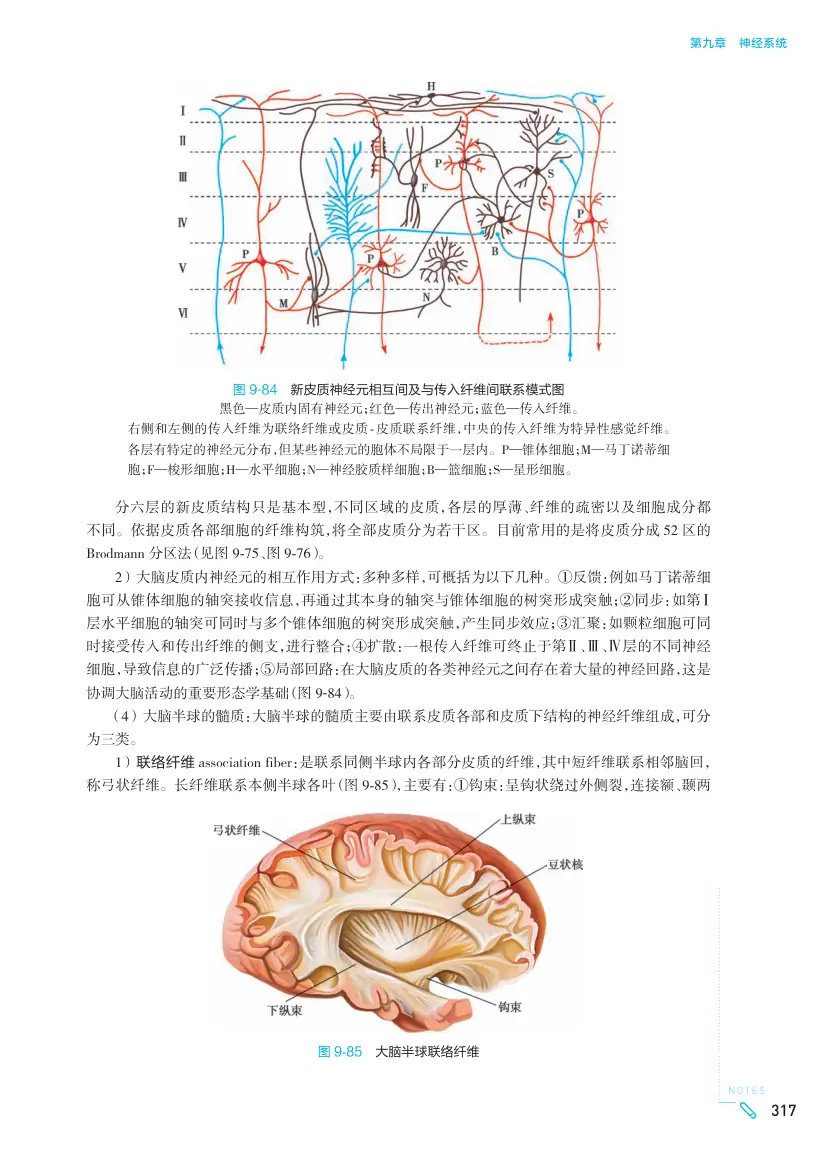 第九章 神经系统
H
Ⅰ
Ⅱ
P
Ⅲ
S
F
Ⅳ
P
B
P
P
Ⅴ
N
M
Ⅵ
图 9-84 新皮质神经元相互间及与传入纤维间联系模式图
黑色—皮质内固有神经元;红色—传出神经元;蓝色—传入纤维。
右侧和左侧的传入纤维为联络纤维或皮质-皮质联系纤维,中央的传入纤维为特异性感觉纤维。
各层有特定的神经元分布,但某些神经元的胞体不局限于一层内。P—锥体细胞;M—马丁诺蒂细
胞;F—梭形细胞;H—水平细胞;N—神经胶质样细胞;B—篮细胞;S—星形细胞。
分六层的新皮质结构只是基本型,不同区域的皮质,各层的厚薄、纤维的疏密以及细胞成分都
不同。依据皮质各部细胞的纤维构筑,将全部皮质分为若干区。目前常用的是将皮质分成 52 区的
Brodmann 分区法(见图 9-75、图 9-76)。
2)大脑皮质内神经元的相互作用方式:多种多样,可概括为以下几种。①反馈:例如马丁诺蒂细
胞可从锥体细胞的轴突接收信息,再通过其本身的轴突与锥体细胞的树突形成突触;②同步:如第Ⅰ
层水平细胞的轴突可同时与多个锥体细胞的树突形成突触,产生同步效应;③汇聚:如颗粒细胞可同
时接受传入和传出纤维的侧支,进行整合;④扩散:一根传入纤维可终止于第Ⅱ、Ⅲ、Ⅳ层的不同神经
细胞,导致信息的广泛传播;⑤局部回路:在大脑皮质的各类神经元之间存在着大量的神经回路,这是
协调大脑活动的重要形态学基础(图 9-84)。
(4)大脑半球的髓质:大脑半球的髓质主要由联系皮质各部和皮质下结构的神经纤维组成,可分
为三类。
1)联络纤维 association fiber:是联系同侧半球内各部分皮质的纤维,其中短纤维联系相邻脑回,
称弓状纤维。长纤维联系本侧半球各叶(图 9-85),主要有:①钩束:呈钩状绕过外侧裂,连接额、颞两
上纵束
弓状纤维
豆状核
下纵束
钩束
图 9-85 大脑半球联络纤维
NOTES
317